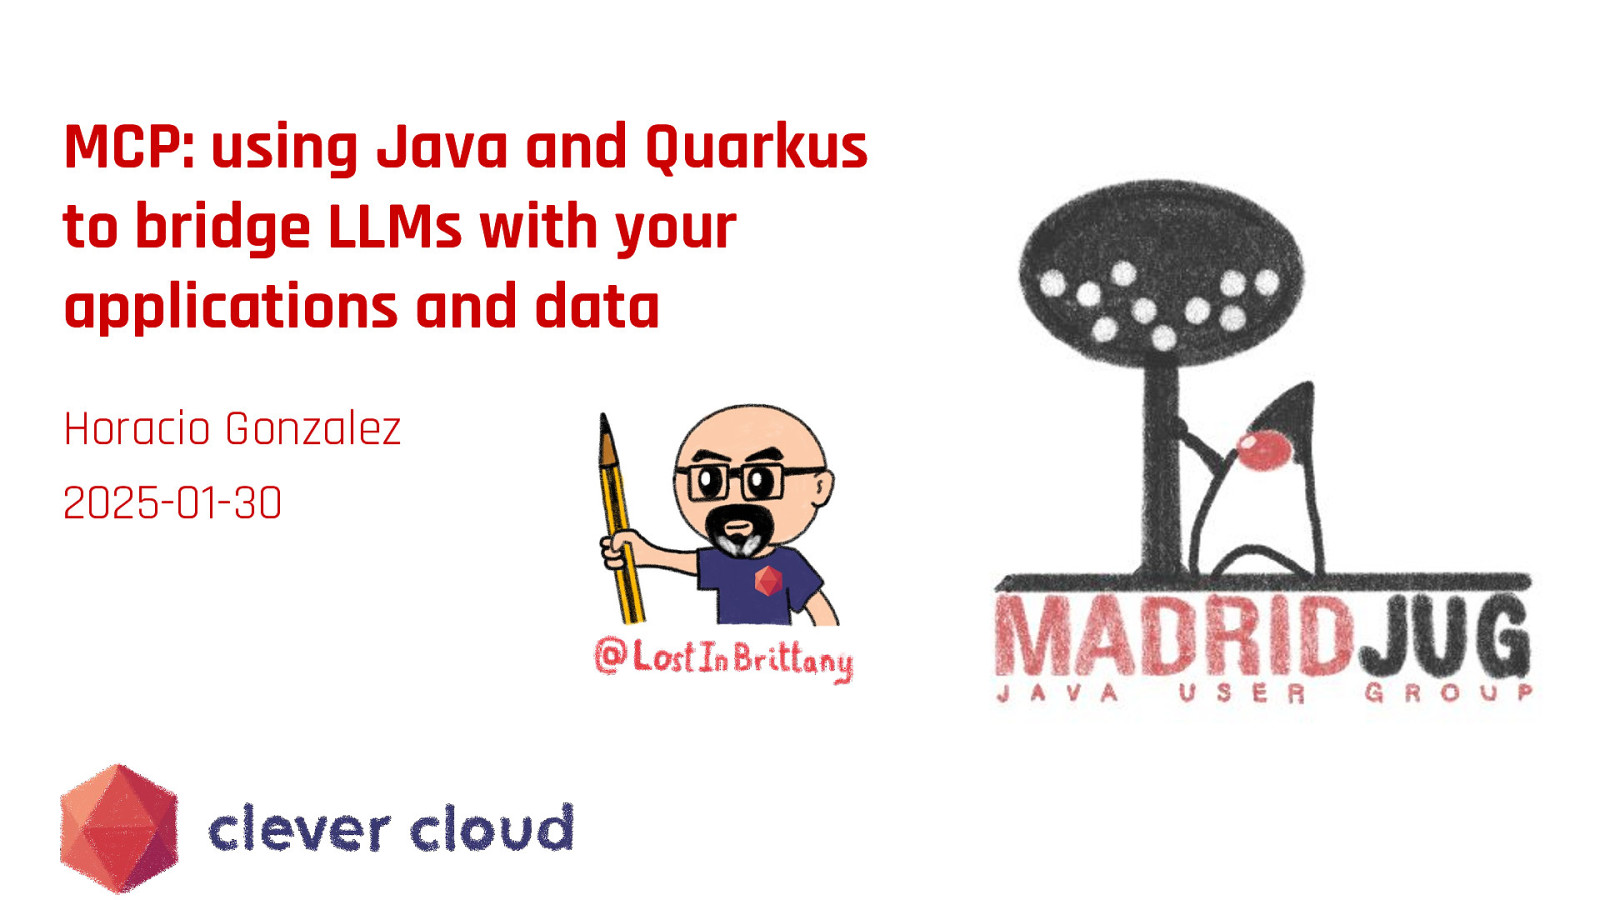 MCP: using Java and Quarkus
to bridge LLMs with your
applications and data
Horacio Gonzalez
2025-01-30
@LostInBrittany
MADRIDJUG
JAVA USER GROUP
clever cloud